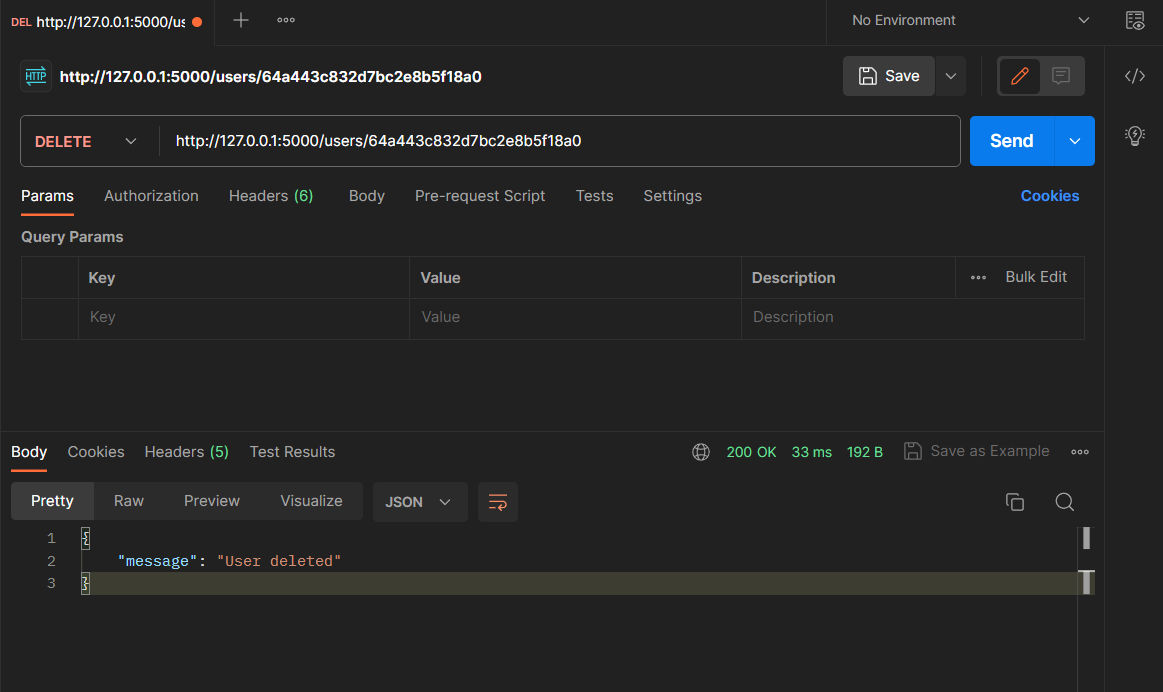 DEL http://127.0.0.1:5000/us
No Environment
HTTP http://127.0.0.1:5000/users/64a443c832d7bc2e8b5f18a0
Save
DELETE http://127.0.0.1:5000/users/64a443c832d7bc2e8b5f18a0 Send
Params Authorization Headers (6) Body Pre-request Script Tests Settings Cookies
Query Params
Key Value Description Bulk Edit
Key Value Description
Body Cookies Headers (5) Test Results 200 OK 33 ms 192 B Save as Example
Pretty Raw Preview Visualize JSON
1 {
2 "message": "User deleted"
3 }